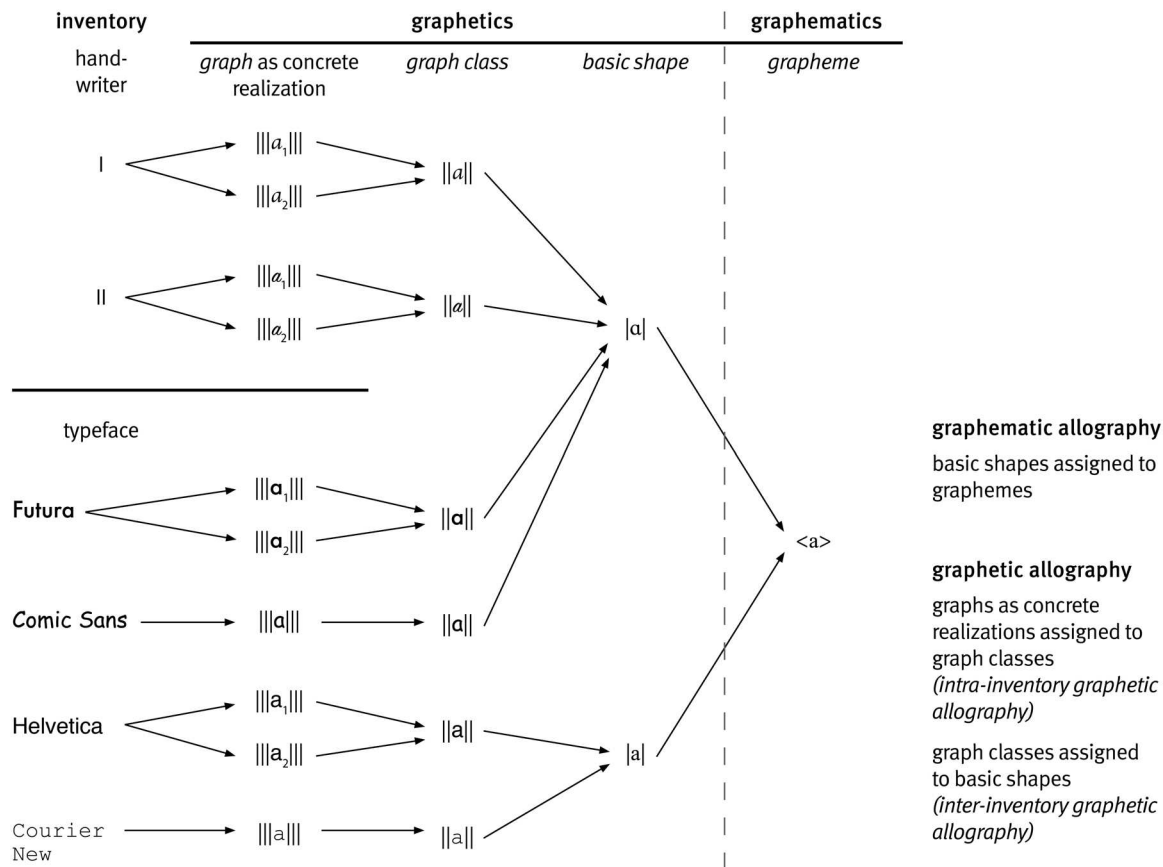 inventory graphetics graphematics
hand-
writer
graph as concrete
realization
graph class basic shape grapheme
I
|||a₁|||
|||a₂|||
||a||
II
|||a₁|||
|||a₂|||
||a||
|ɑ|
typeface
Futura
|||a₁|||
|||a₂|||
||a||
<a>
Comic Sans |||a||| ||a||
Helvetica
|||a₁|||
|||a₂|||
||a||
|a|
Courier
New
|||a||| ||a||
graphematic allography
basic shapes assigned to
graphemes
graphetic allography
graphs as concrete
realizations assigned to
graph classes
(intra-inventory graphetic
allography)
graph classes assigned
to basic shapes
(inter-inventory graphetic
allography)